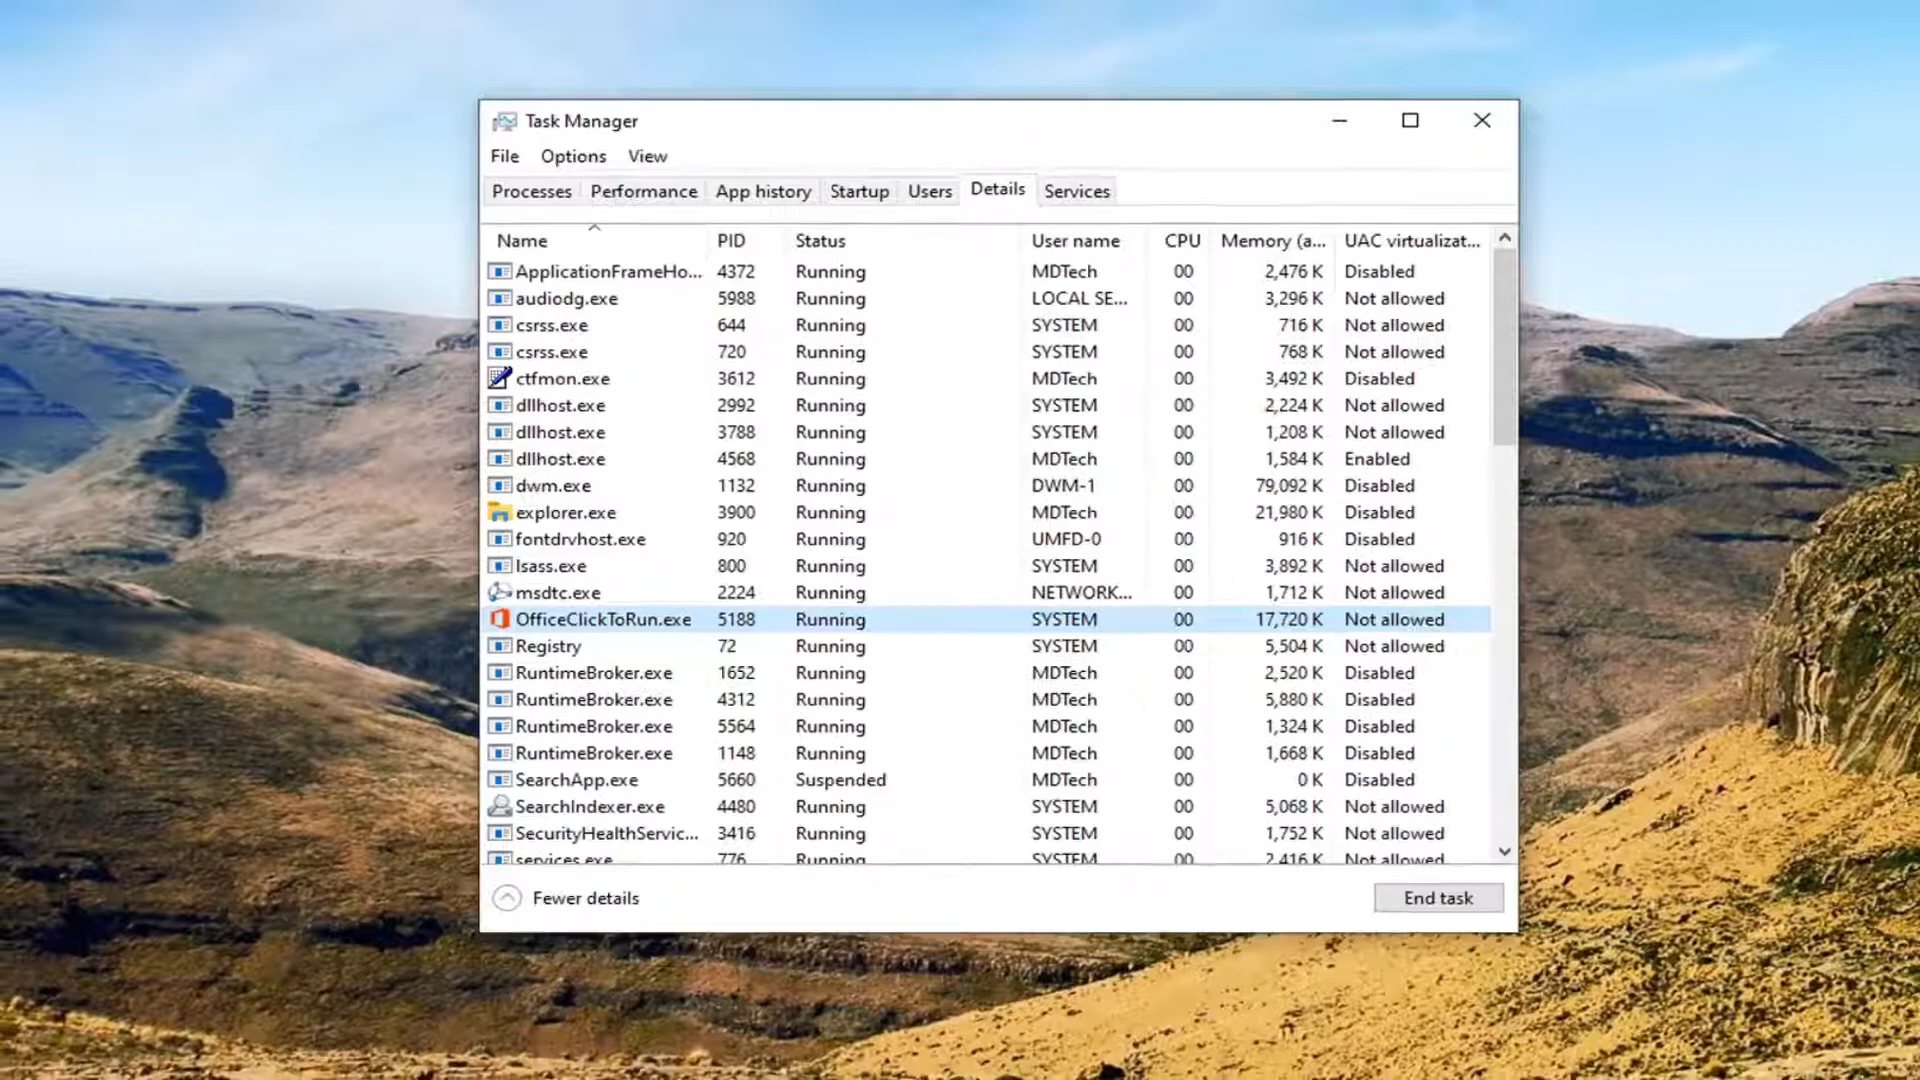 Task Manager
File Options View
Processes Performance App history Startup Users Details Services
Name PID Status User name CPU Memory (a... UAC virtualizat...
ApplicationFrameHo... 4372 Running MDTech 00 2,476 K Disabled
audiodg.exe 5988 Running LOCAL SE... 00 3,296 K Not allowed
csrss.exe 644 Running SYSTEM 00 716 K Not allowed
csrss.exe 720 Running SYSTEM 00 768 K Not allowed
ctfmon.exe 3612 Running MDTech 00 3,492 K Disabled
dllhost.exe 2992 Running SYSTEM 00 2,224 K Not allowed
dllhost.exe 3788 Running SYSTEM 00 1,208 K Not allowed
dllhost.exe 4568 Running MDTech 00 1,584 K Enabled
dwm.exe 1132 Running DWM-1 00 79,092 K Disabled
explorer.exe 3900 Running MDTech 00 21,980 K Disabled
fontdrvhost.exe 920 Running UMFD-0 00 916 K Disabled
lsass.exe 800 Running SYSTEM 00 3,892 K Not allowed
msdtc.exe 2224 Running NETWORK... 00 1,712 K Not allowed
OfficeClickToRun.exe 5188 Running SYSTEM 00 17,720 K Not allowed
Registry 72 Running SYSTEM 00 5,504 K Not allowed
RuntimeBroker.exe 1652 Running MDTech 00 2,520 K Disabled
RuntimeBroker.exe 4312 Running MDTech 00 5,880 K Disabled
RuntimeBroker.exe 5564 Running MDTech 00 1,324 K Disabled
RuntimeBroker.exe 1148 Running MDTech 00 1,668 K Disabled
SearchApp.exe 5660 Suspended MDTech 00 0 K Disabled
SearchIndexer.exe 4480 Running SYSTEM 00 5,068 K Not allowed
SecurityHealthServic... 3416 Running SYSTEM 00 1,752 K Not allowed
services.exe 776 Running SYSTEM 00 2,416 K Not allowed
Fewer details End task